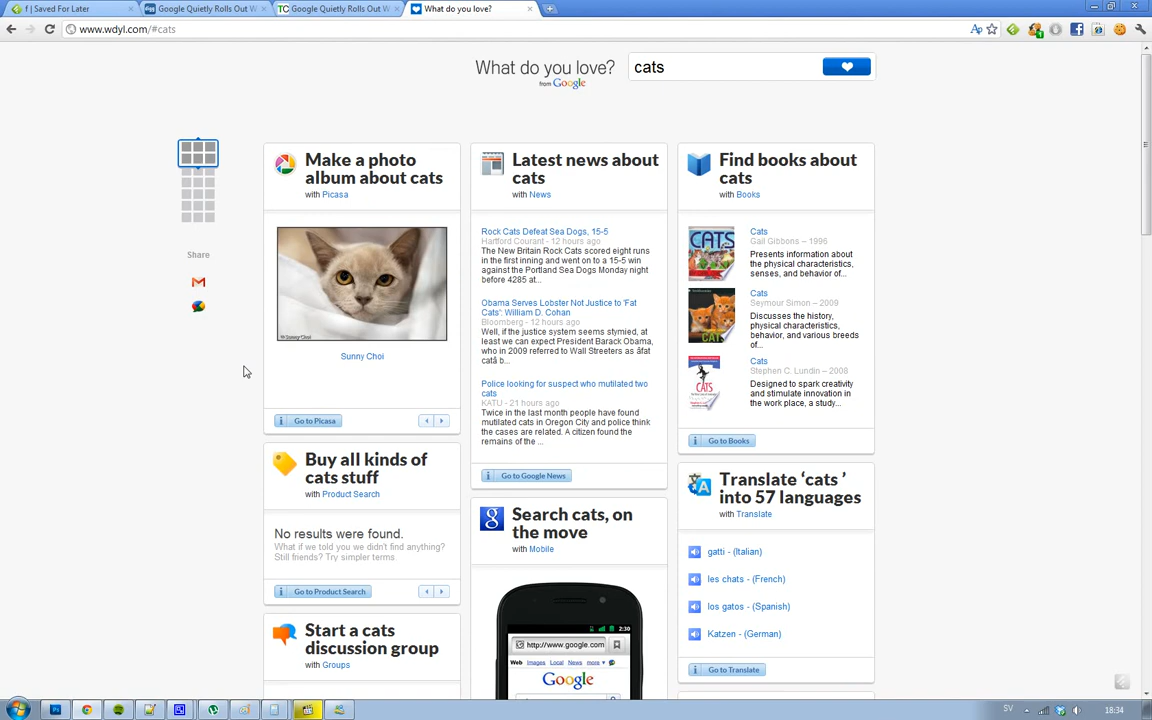 f | Saved For Later
Google Quietly Rolls Out W
Google Quietly Rolls Out W
What do you love?
www.wdyl.com/#cats
What do you love?
from Google
cats
Share
Make a photo
album about cats
with Picasa
Sunny Choi
Go to Picasa
Buy all kinds of
cats stuff
with Product Search
No results were found.
What if we told you we didn't find anything?
Still friends? Try simpler terms
Go to Product Search
Start a cats
discussion group
with Groups
Latest news about
cats
with News
Rock Cats Defeat Sea Dogs, 15-5
Hartford Courant - 12 hours ago
The New Britain Rock Cats scored eight runs
in the first inning and went on to a 15-5 win
against the Portland Sea Dogs Monday night
before 4285 at...
Obama Serves Lobster Not Justice to 'Fat
Cats': William D. Cohan
Bloomberg - 12 hours ago
Well, if the justice system seems stymied, at
least we can expect President Barack Obama,
who in 2009 referred to Wall Streeters as âfat
catâ b...
Police looking for suspect who mutilated two
cats
KATU - 21 hours ago
Twice in the last month people have found
mutilated cats in Oregon City and police think
the cases are related. A citizen found the
remains of the ...
Go to Google News
Search cats, on
the move
with Mobile
2:30
http://www.google.com
Web Images Local News more
Google
Find books about
cats
with Books
CATS
Cats
Gail Gibbons – 1996
Presents information about
the physical characteristics,
senses, and behavior of...
CATS
Cats
Seymour Simon – 2009
Discusses the history,
physical characteristics,
behavior, and various breeds
of...
CATS
Cats
Stephen C. Lundin – 2008
Designed to spark creativity
and stimulate innovation in
the work place, a study...
Go to Books
Translate ‘cats ’
into 57 languages
with Translate
gatti - (Italian)
les chats - (French)
los gatos - (Spanish)
Katzen - (German)
Go to Translate
SV
18:34